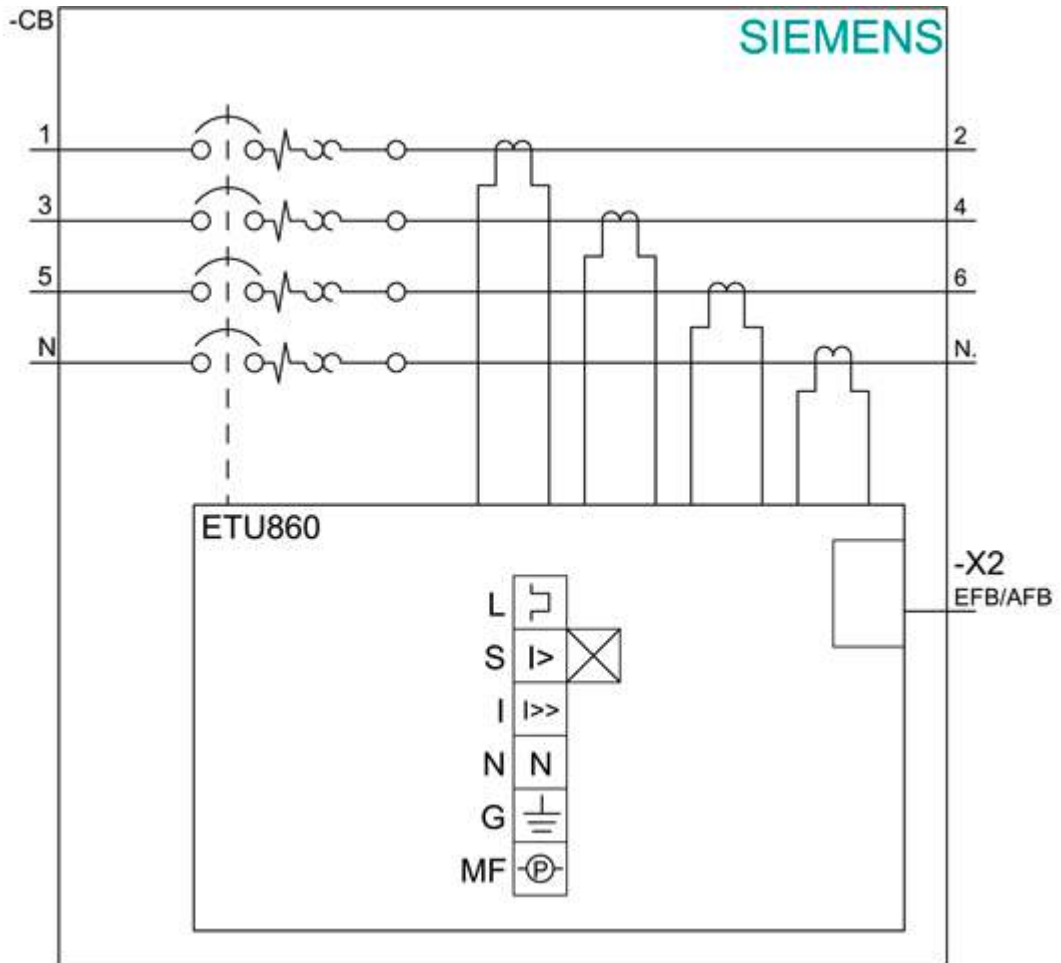 -CB
SIEMENS
1
2
3
4
5
6
N
N.
ETU860
-X2
EFB/AFB
L
S I>
I I>>
N N
G
MF P